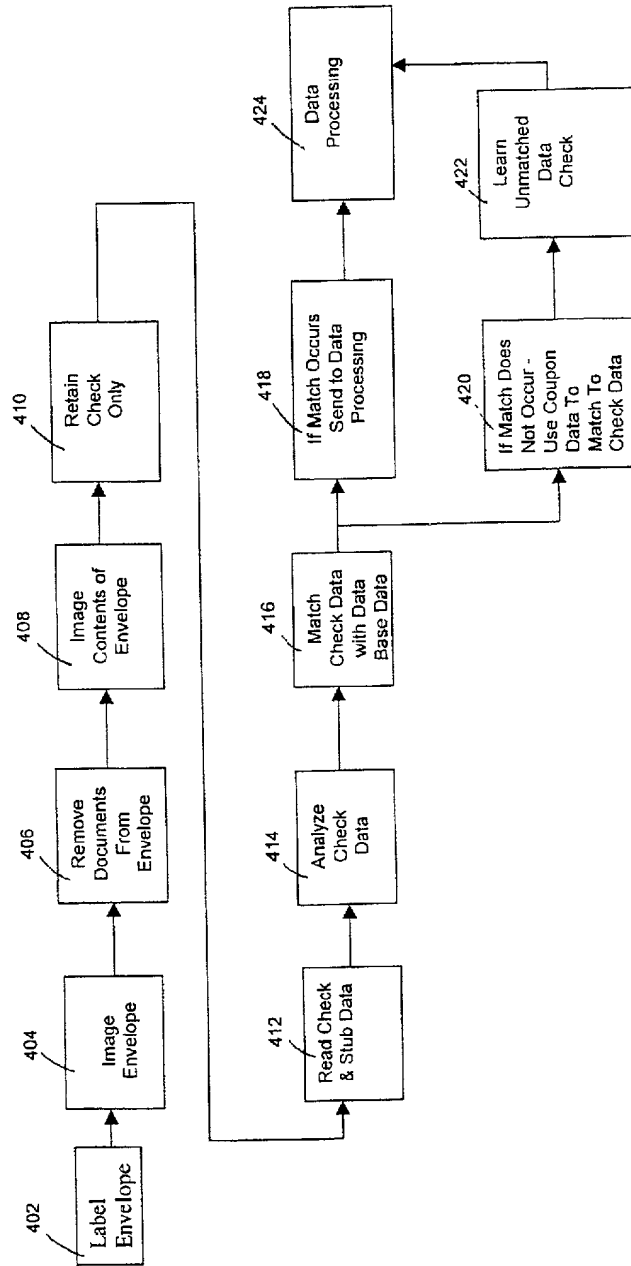 402
Label
Envelope
404
Image
Envelope
406
Remove
Documents
From
Envelope
408
Image
Contents of
Envelope
410
Retain
Check
Only
412
Read Check
& Stub Data
414
Analyze
Check
Data
416
Match
Check Data
with Data
Base Data
418
If Match Occurs
Send to Data
Processing
420
If Match Does
Not Occur -
Use Coupon
Data To
Match To
Check Data
422
Learn
Unmatched
Data
Check
424
Data
Processing